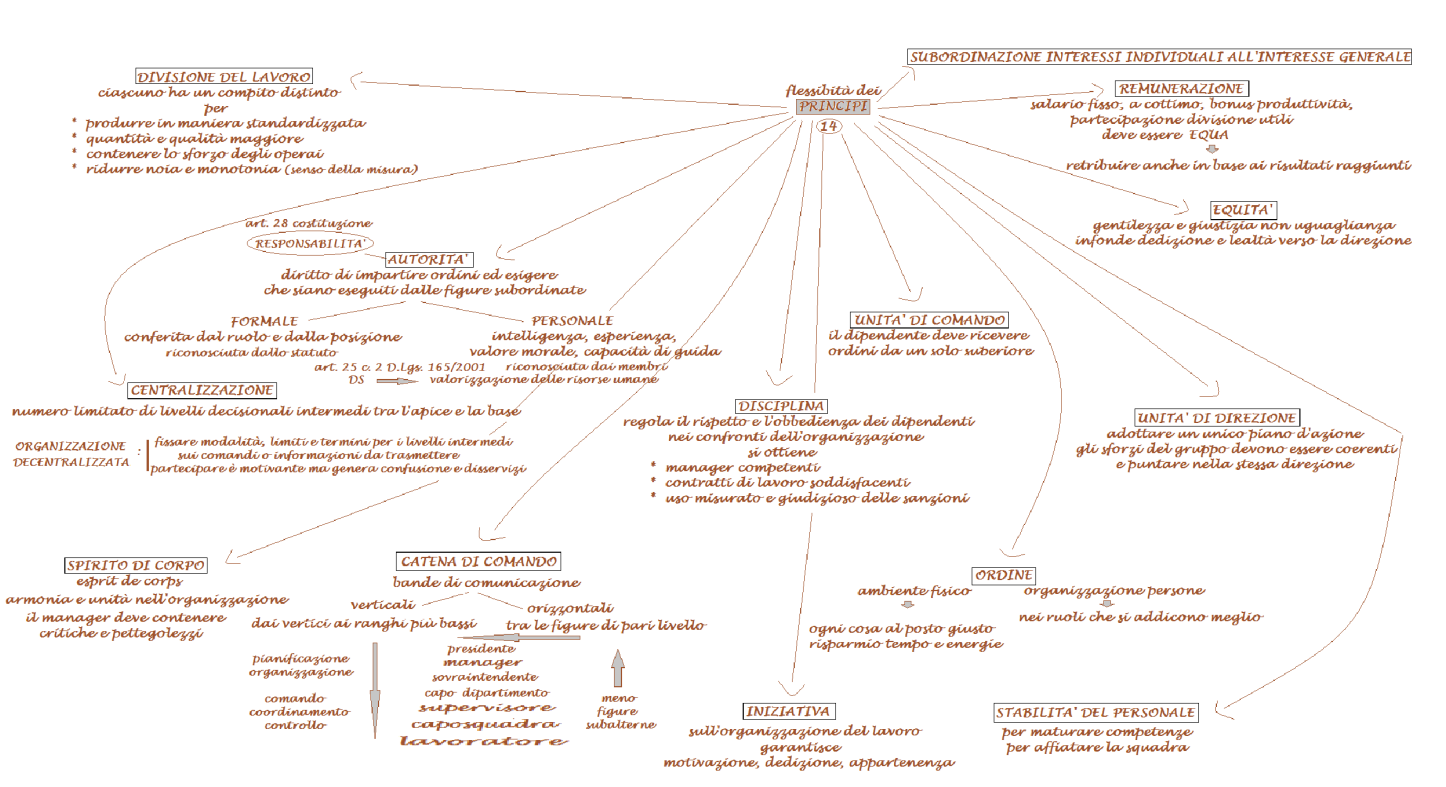 SUBORDINAZIONE INTERESSI INDIVIDUALI ALL'INTERESSE GENERALE
flessibità dei
PRINCIPI
14
DIVISIONE DEL LAVORO
ciascuno ha un compito distinto
per
* produrre in maniera standardizzata
* quantità e qualità maggiore
* contenere lo sforzo degli operai
* ridurre noia e monotonia (senso della misura)
REMUNERAZIONE
salario fisso, a cottimo, bonus produttività,
partecipazione divisione utili
deve essere EQUA
retribuire anche in base ai risultati raggiunti
EQUITA'
gentilezza e giustizia non uguaglianza
infonde dedizione e lealtà verso la direzione
art. 28 costituzione
RESPONSABILITA'
AUTORITA'
diritto di impartire ordini ed esigere
che siano eseguiti dalle figure subordinate
FORMALE
conferita dal ruolo e dalla posizione
riconosciuta dallo statuto
PERSONALE
intelligenza, esperienza,
valore morale, capacità di guida
riconosciuta dai membri
art. 25 c. 2 D.Lgs. 165/2001
DS
valorizzazione delle risorse umane
UNITA' DI COMANDO
il dipendente deve ricevere
ordini da un solo superiore
CENTRALIZZAZIONE
numero limitato di livelli decisionali intermedi tra l'apice e la base
ORGANIZZAZIONE
DECENTRALIZZATA
:
fissare modalità, limiti e termini per i livelli intermedi
sui comandi o informazioni da trasmettere
partecipare è motivante ma genera confusione e disservizi
DISCIPLINA
regola il rispetto e l'obbedienza dei dipendenti
nei confronti dell'organizzazione
si ottiene
* manager competenti
* contratti di lavoro soddisfacenti
* uso misurato e giudizioso delle sanzioni
UNITA' DI DIREZIONE
adottare un unico piano d'azione
gli sforzi del gruppo devono essere coerenti
e puntare nella stessa direzione
SPIRITO DI CORPO
esprit de corps
armonia e unità nell'organizzazione
il manager deve contenere
critiche e pettegolezzi
CATENA DI COMANDO
bande di comunicazione
verticali
dai vertici ai ranghi più bassi
orizzontali
tra le figure di pari livello
pianificazione
organizzazione
comando
coordinamento
controllo
presidente
manager
sovraintendente
capo dipartimento
supervisore
caposquadra
lavoratore
meno
figure
subalterne
ORDINE
ambiente fisico
ogni cosa al posto giusto
risparmio tempo e energie
organizzazione persone
nei ruoli che si addicono meglio
INIZIATIVA
sull'organizzazione del lavoro
garantisce
motivazione, dedizione, appartenenza
STABILITA' DEL PERSONALE
per maturare competenze
per affiatare la squadra